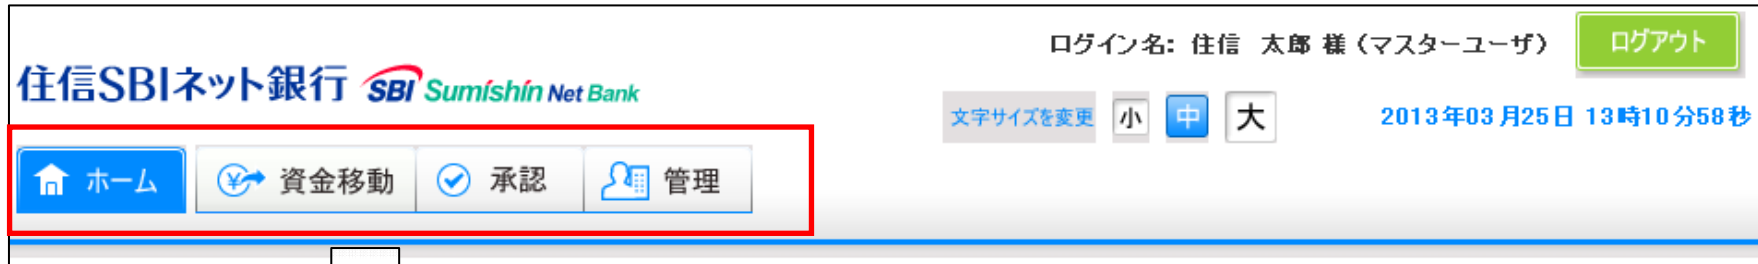 ログイン名: 住信 太郎 様 (マスターユーザ) ログアウト
住信SBIネット銀行 SBI Sumishin Net Bank
文字サイズを変更 小 中 大 2013年03月25日 13時10分58秒
ホーム 資金移動 承認 管理